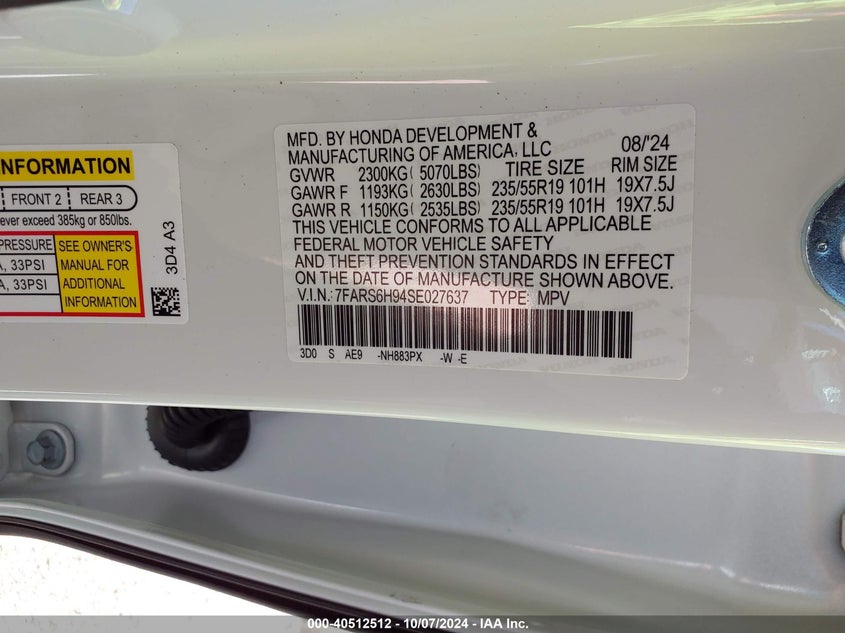 INFORMATION
FRONT 2 REAR 3
ever exceed 385kg or 850lbs.
PRESSURE SEE OWNER'S
A, 33PSI MANUAL FOR
ADDITIONAL
A, 33PSI INFORMATION
3D4 A3
MFD. BY HONDA DEVELOPMENT &
MANUFACTURING OF AMERICA, LLC 08/'24
GVWR 2300KG( 5070LBS) TIRE SIZE RIM SIZE
GAWR F 1193KG( 2630LBS) 235/55R19 101H 19X7.5J
GAWR R 1150KG( 2535LBS) 235/55R19 101H 19X7.5J
THIS VEHICLE CONFORMS TO ALL APPLICABLE
FEDERAL MOTOR VEHICLE SAFETY
AND THEFT PREVENTION STANDARDS IN EFFECT
ON THE DATE OF MANUFACTURE SHOWN ABOVE.
V.I.N.: 7FARS6H94SE027637 TYPE: MPV
3D0 S AE9 -NH883PX -W -E
000-40512512 - 10/07/2024 - IAA Inc.